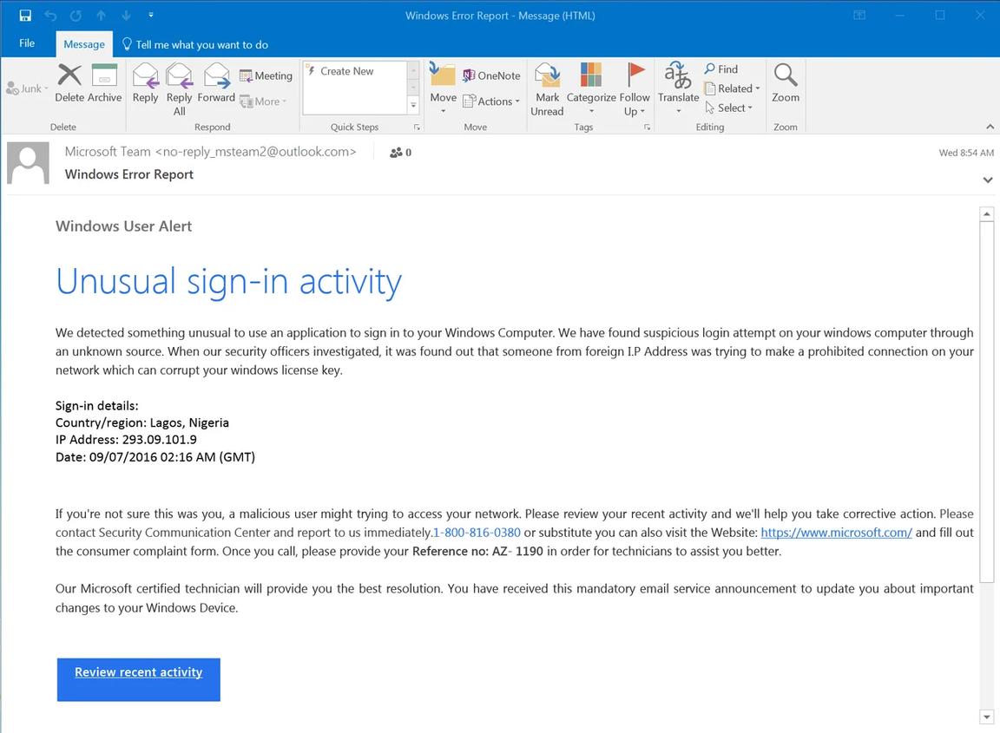 Windows Error Report - Message (HTML)
File
Message
Tell me what you want to do
Junk
Delete
Archive
Reply
Reply All
Forward
Meeting
More
Create New
Move
OneNote
Actions
Mark Unread
Categorize
Follow Up
Translate
Find
Related
Select
Zoom
Delete
Respond
Quick Steps
Move
Tags
Editing
Zoom
Microsoft Team <no-reply_msteam2@outlook.com>
0
Wed 8:54 AM
Windows Error Report
Windows User Alert
Unusual sign-in activity
We detected something unusual to use an application to sign in to your Windows Computer. We have found suspicious login attempt on your windows computer through
an unknown source. When our security officers investigated, it was found out that someone from foreign I.P Address was trying to make a prohibited connection on your
network which can corrupt your windows license key.
Sign-in details:
Country/region: Lagos, Nigeria
IP Address: 293.09.101.9
Date: 09/07/2016 02:16 AM (GMT)
If you're not sure this was you, a malicious user might trying to access your network. Please review your recent activity and we'll help you take corrective action. Please
contact Security Communication Center and report to us immediately.1-800-816-0380 or substitute you can also visit the Website: https://www.microsoft.com/ and fill out
the consumer complaint form. Once you call, please provide your Reference no: AZ- 1190 in order for technicians to assist you better.
Our Microsoft certified technician will provide you the best resolution. You have received this mandatory email service announcement to update you about important
changes to your Windows Device.
Review recent activity